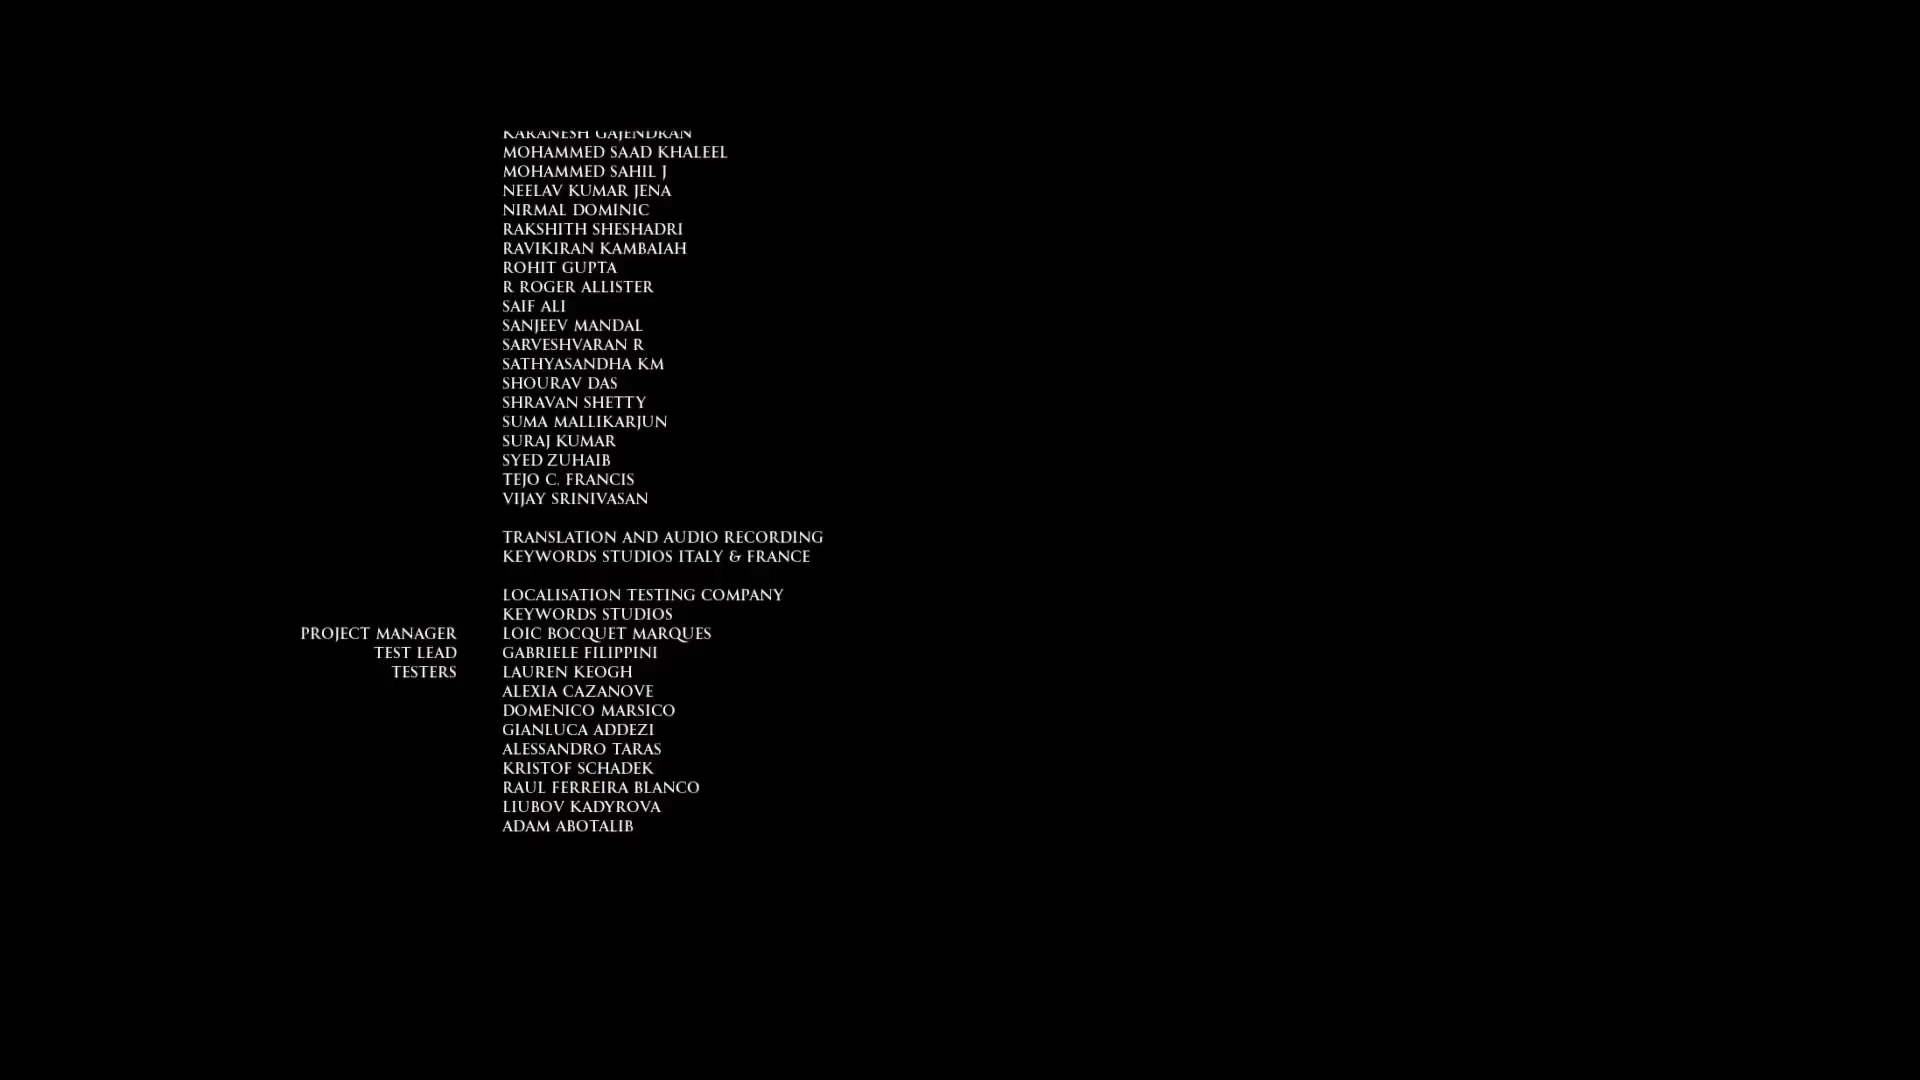 KARANESH GAJENDRAN
MOHAMMED SAAD KHALEEL
MOHAMMED SAHIL J
NEELAV KUMAR JENA
NIRMAL DOMINIC
RAKSHITH SHESHADRI
RAVIKIRAN KAMBAIAH
ROHIT GUPTA
R ROGER ALLISTER
SAIF ALI
SANJEEV MANDAL
SARVESHVARAN R
SATHYASANDHA KM
SHOURAV DAS
SHRAVAN SHETTY
SUMA MALLIKARJUN
SURAJ KUMAR
SYED ZUHAIB
TEJO C. FRANCIS
VIJAY SRINIVASAN
TRANSLATION AND AUDIO RECORDING
KEYWORDS STUDIOS ITALY & FRANCE
LOCALISATION TESTING COMPANY
KEYWORDS STUDIOS
PROJECT MANAGER LOIC BOCQUET MARQUES
TEST LEAD GABRIELE FILIPPINI
TESTERS LAUREN KEOGH
ALEXIA CAZANOVE
DOMENICO MARSICO
GIANLUCA ADDEZI
ALESSANDRO TARAS
KRISTOF SCHADEK
RAUL FERREIRA BLANCO
LIUBOV KADYROVA
ADAM ABOTALIB